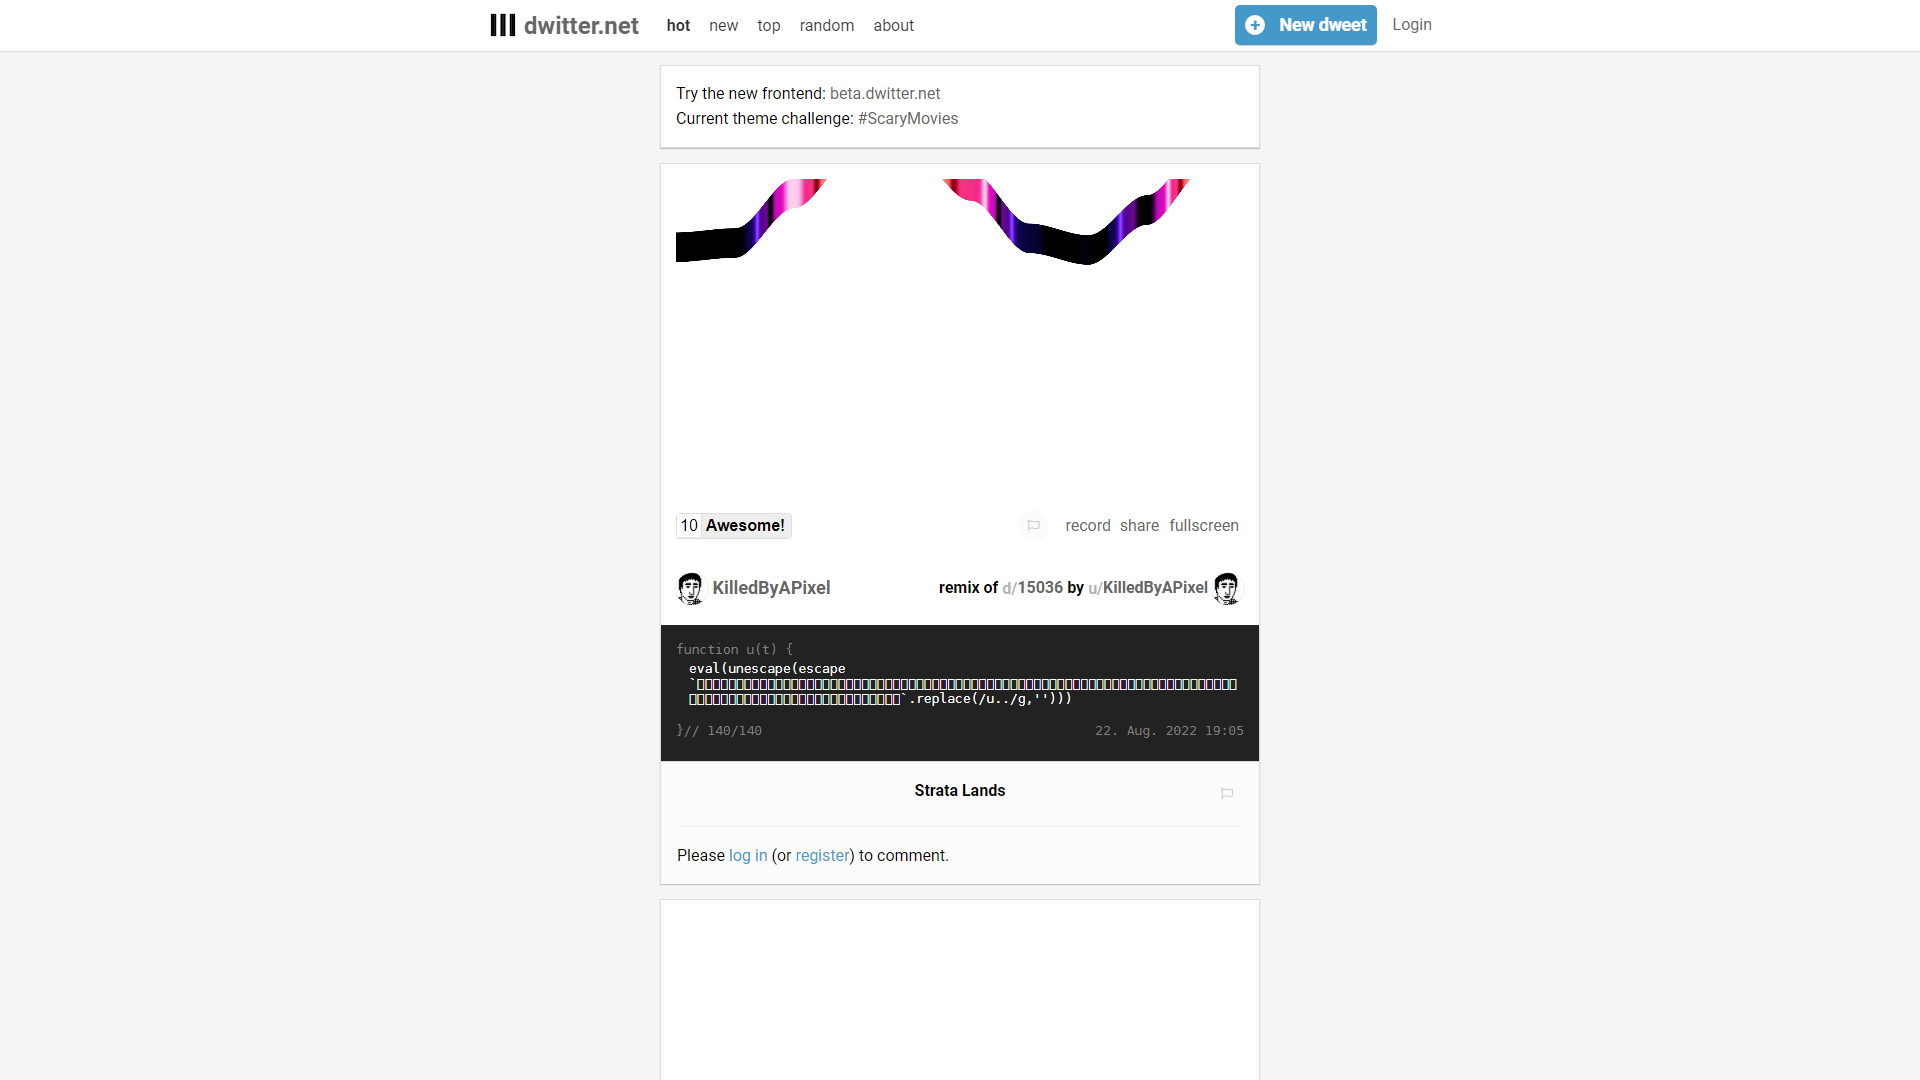 dwitter.net hot new top random about New dweet Login
Try the new frontend: beta.dwitter.net
Current theme challenge: #ScaryMovies
10 Awesome! record share fullscreen
KilledByAPixel remix of d/15036 by u/KilledByAPixel
function u(t) {
eval(unescape(escape
`
`.replace(/u../g,'')))
}// 140/140 22. Aug. 2022 19:05
Strata Lands
Please log in (or register) to comment.